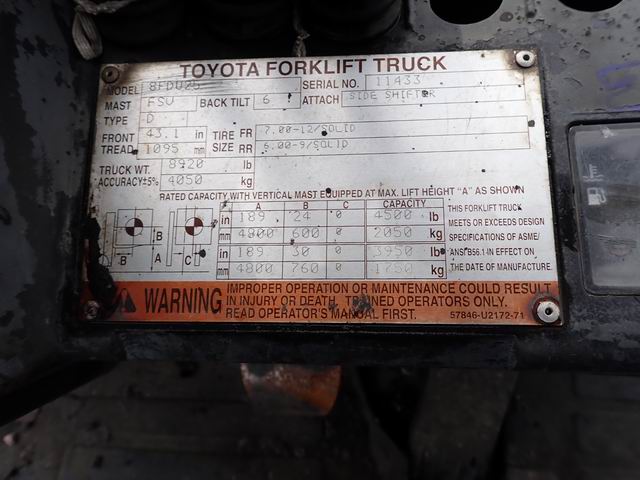 TOYOTA FORKLIFT TRUCK
MODEL 8FDU25 SERIAL NO. 11433
MAST FSV BACK TILT 6 ATTACH SIDE SHIFTER
TYPE D
FRONT TREAD 43.1 in TIRE SIZE FR 7.00-12/SOLID
1095 mm RR 6.00-9/SOLID
TRUCK WT. 8920 lb
ACCURACY±5% 4050 kg
RATED CAPACITY WITH VERTICAL MAST EQUIPPED AT MAX. LIFT HEIGHT "A" AS SHOWN
A B C CAPACITY
in 189 24 0 4500 lb
mm 4800 600 0 2050 kg
in 189 30 0 3950 lb
mm 4800 760 0 1750 kg
B B A C
THIS FORKLIFT TRUCK
MEETS OR EXCEEDS DESIGN
SPECIFICATIONS OF ASME/
ANSI B56.1 IN EFFECT ON
THE DATE OF MANUFACTURE.
WARNING
IMPROPER OPERATION OR MAINTENANCE COULD RESULT
IN INJURY OR DEATH. TRAINED OPERATORS ONLY.
READ OPERATOR'S MANUAL FIRST. 57846-U2172-71